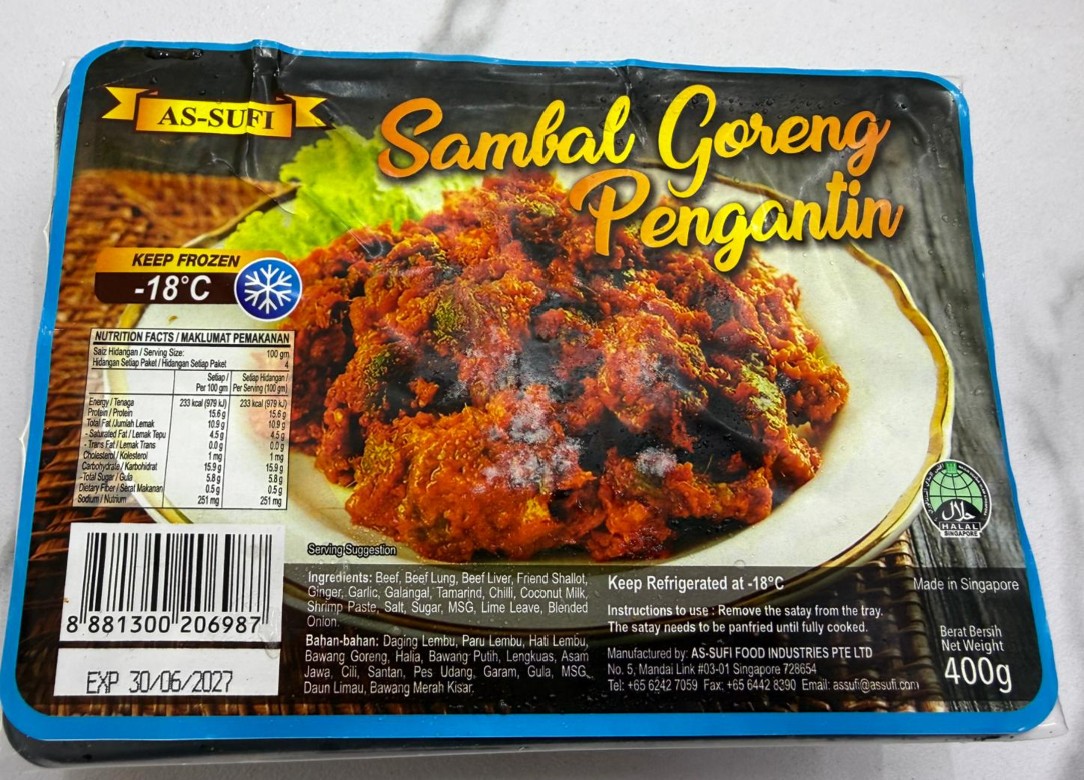 AS-SUFI
Sambal Goreng
Pengantin
KEEP FROZEN
-18°C
NUTRITION FACTS / MAKLUMAT PEMAKANAN
Saiz Hidangan / Serving Size: 100 gm
Hidangan Setiap Paket / Hidangan Setiap Paket 4
Setiap / Setiap Hidangan /
Per 100 gm Per Serving (100 gm)
Energy / Tenaga 233 kcal (979 kJ) 233 kcal (979 kJ)
Protein / Protein 15.6 g 15.6 g
Total Fat /Jumlah Lemak 10.9 g 10.9 g
- Saturated Fat / Lemak Tepu 4.5 g 4.5 g
- Trans Fat / Lemak Trans 0.0 g 0.0 g
Cholesterol / Kolesterol 1 mg 1 mg
Carbohydrate / Karbohidrat 15.9 g 15.9 g
-Total Sugar / Gula 5.8 g 5.8 g
Dietary Fiber / Serat Makanan 0.5 g 0.5 g
Sodium / Nutrium 251 mg 251 mg
8 881300 206987
EXP 30/06/2027
Serving Suggestion
Ingredients: Beef, Beef Lung, Beef Liver, Friend Shallot,
Ginger, Garlic, Galangal, Tamarind, Chilli, Coconut Milk,
Shrimp Paste, Salt, Sugar, MSG, Lime Leave, Blended
Onion.
Bahan-bahan: Daging Lembu, Paru Lembu, Hati Lembu,
Bawang Goreng, Halia, Bawang Putih, Lengkuas, Asam
Jawa, Cili, Santan, Pes Udang, Garam, Gula, MSG,
Daun Limau, Bawang Merah Kisar.
Keep Refrigerated at -18°C
Instructions to use : Remove the satay from the tray.
The satay needs to be panfried until fully cooked.
Manufactured by: AS-SUFI FOOD INDUSTRIES PTE LTD
No. 5, Mandai Link #03-01 Singapore 728654
Tel: +65 6242 7059 Fax: +65 6442 8390 Email: assufi@assufi.com
حلال
HALAL
SINGAPORE
Made in Singapore
Berat Bersih
Net Weight
400g